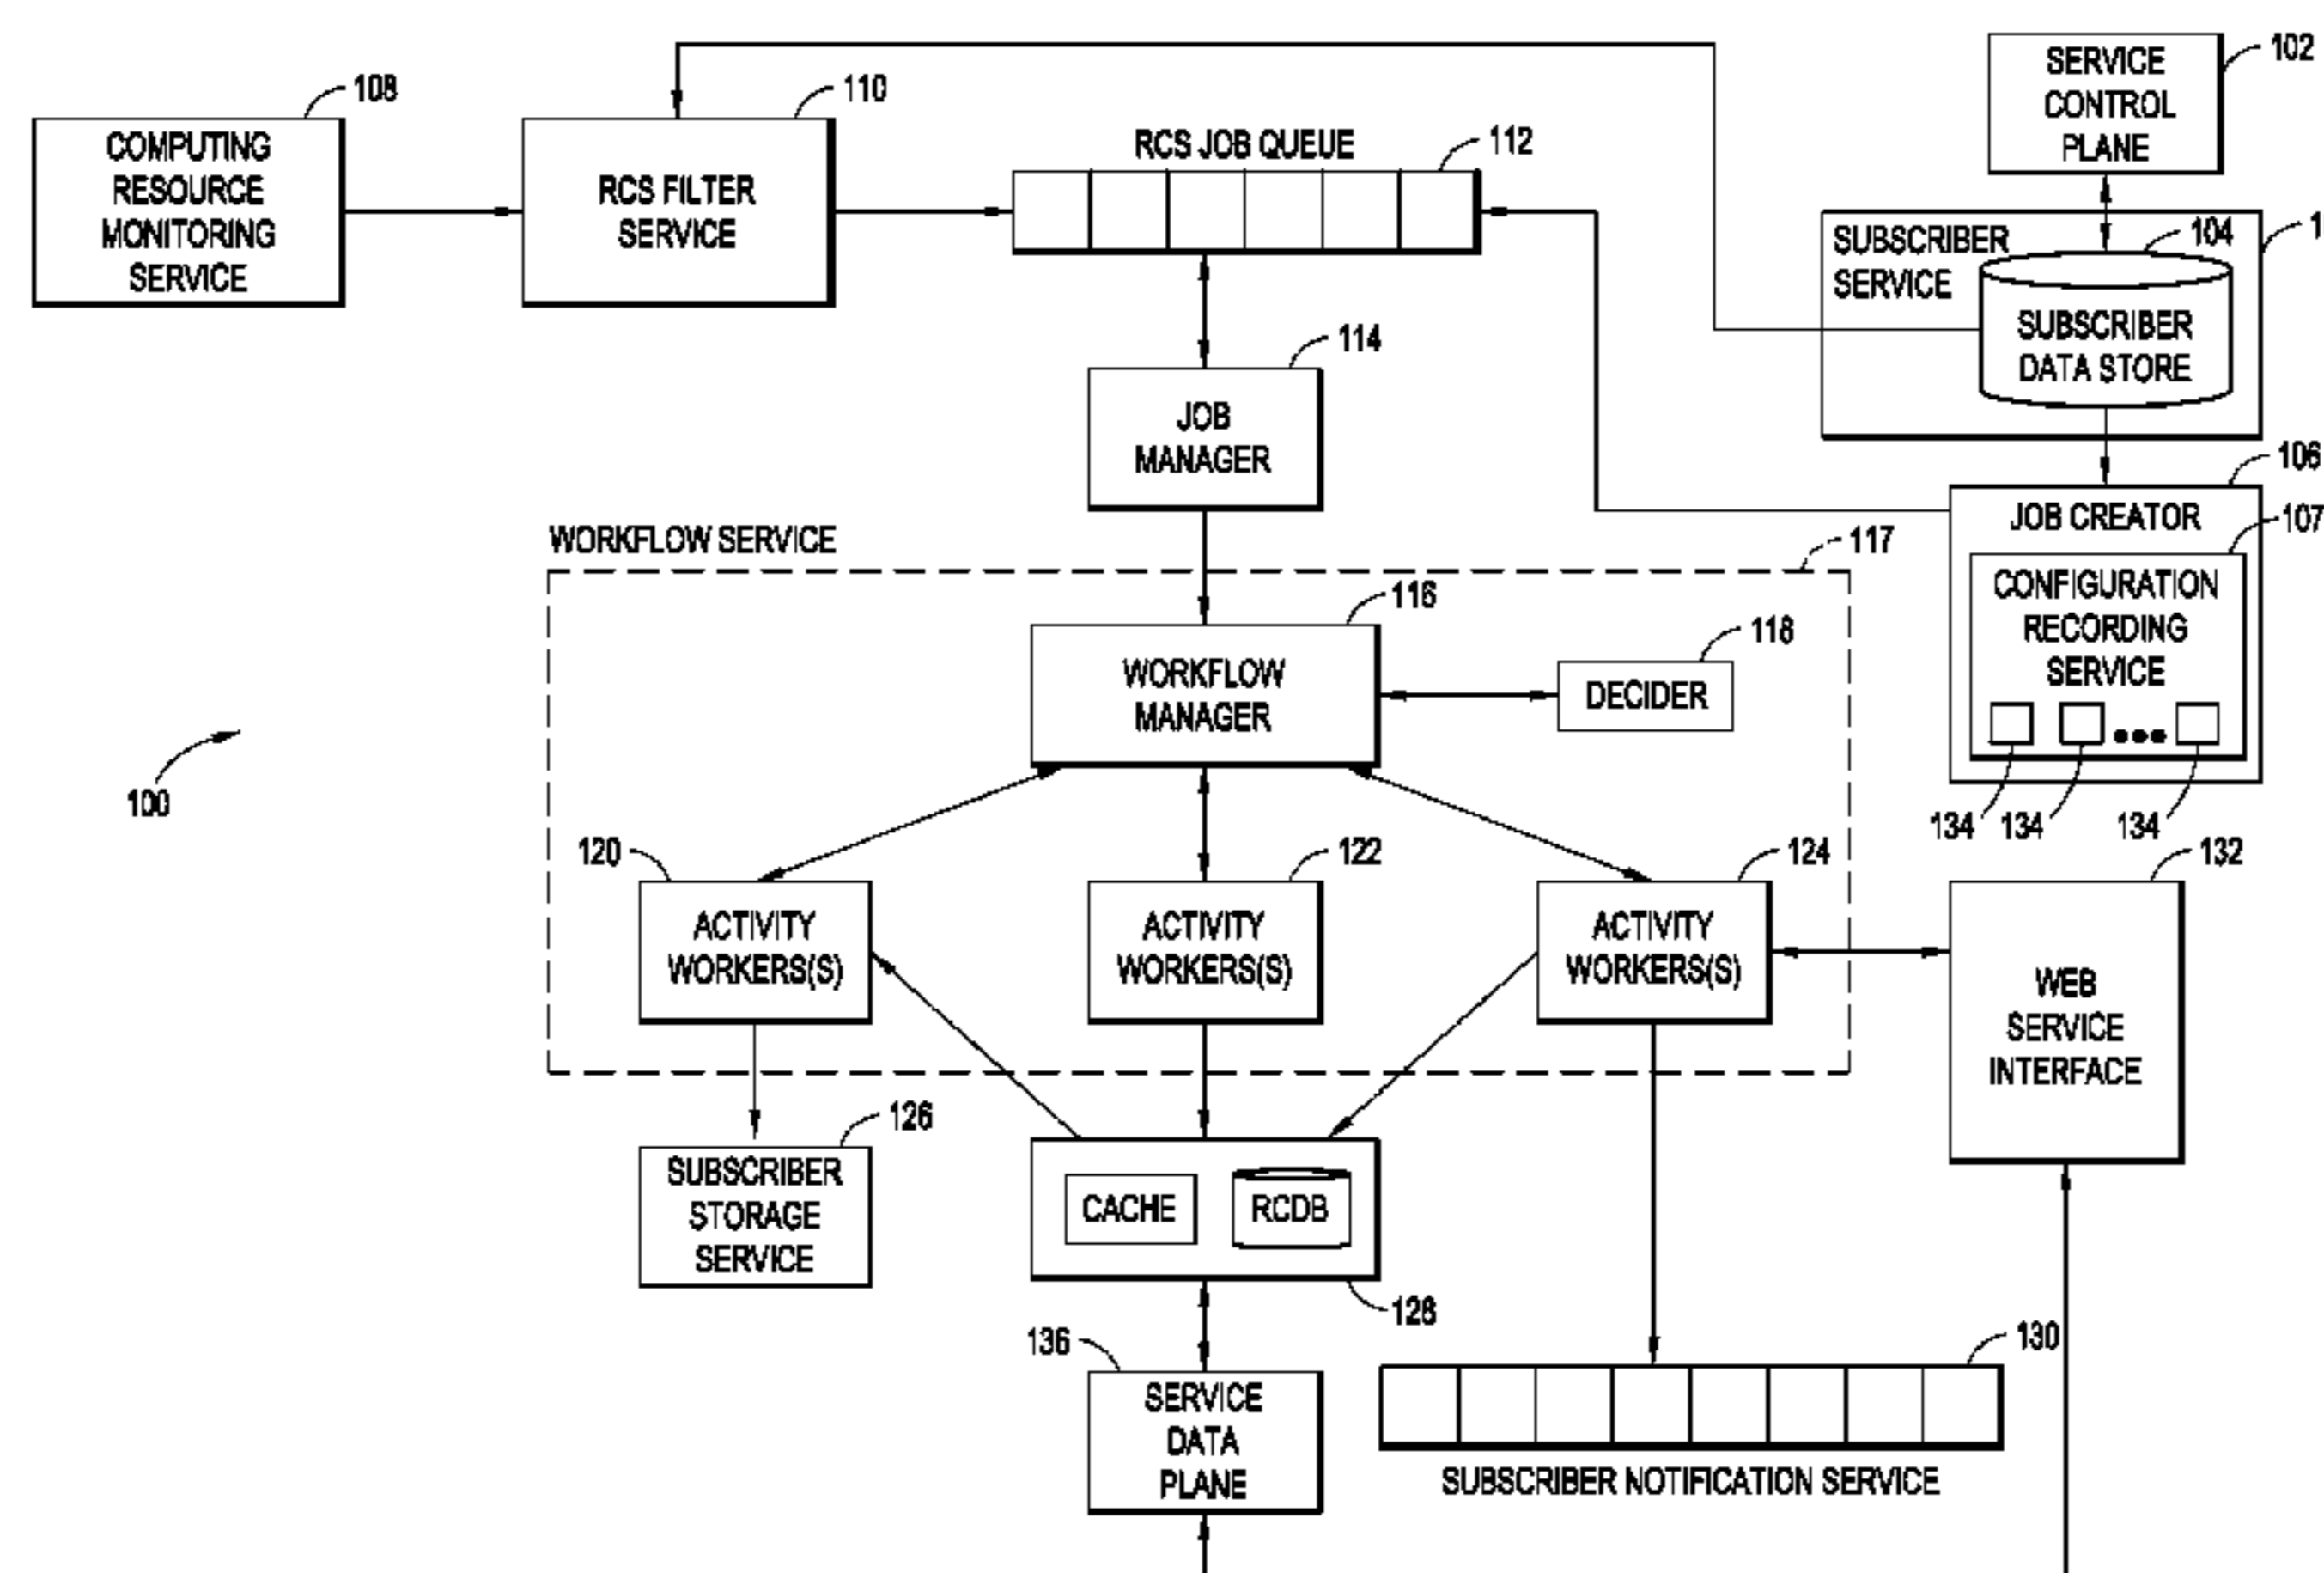 102
SERVICE
CONTROL
PLANE
108
COMPUTING
RESOURCE
MONITORING
SERVICE
110
RCS FILTER
SERVICE
RCS JOB QUEUE
112
SUBSCRIBER
SERVICE
1
104
SUBSCRIBER
DATA STORE
114
JOB
MANAGER
106
JOB CREATOR
107
CONFIGURATION
RECORDING
SERVICE
134
134
134
WORKFLOW SERVICE
117
116
WORKFLOW
MANAGER
118
DECIDER
100
120
ACTIVITY
WORKERS(S)
122
ACTIVITY
WORKERS(S)
124
ACTIVITY
WORKERS(S)
132
WEB
SERVICE
INTERFACE
126
SUBSCRIBER
STORAGE
SERVICE
CACHE
RCDB
128
136
SERVICE
DATA
PLANE
130
SUBSCRIBER NOTIFICATION SERVICE